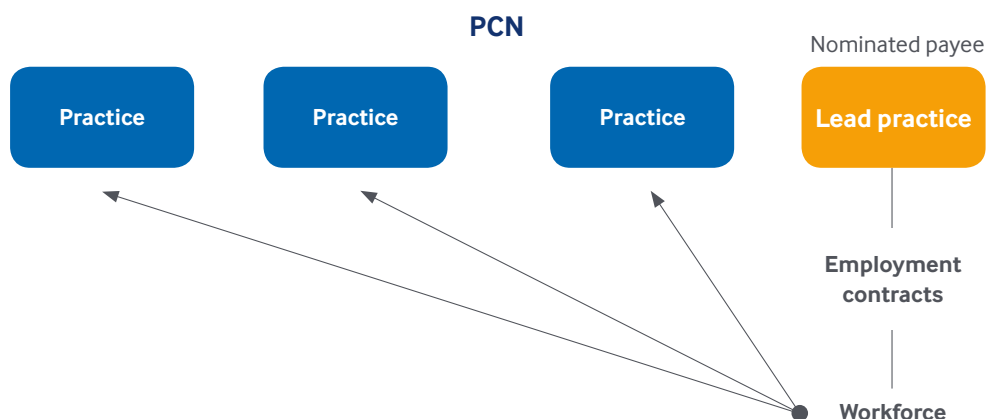 PCN
Nominated payee
Practice
Practice
Practice
Lead practice
Employment
contracts
Workforce